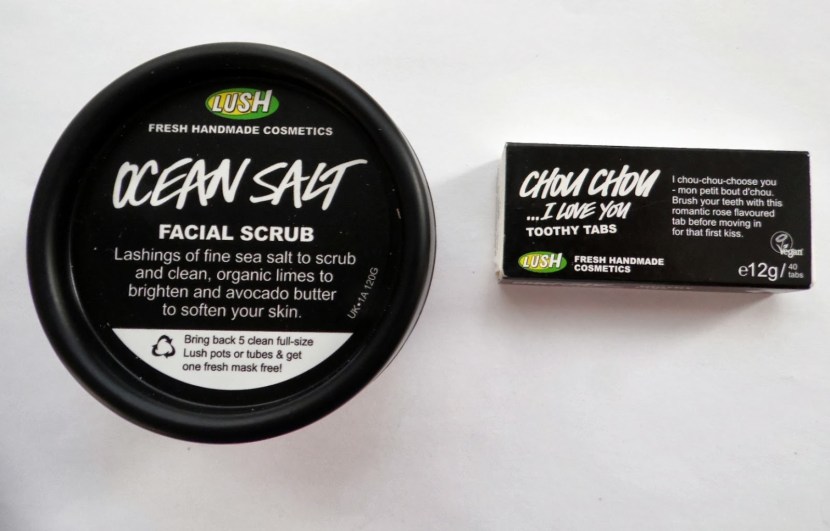 LUSH
FRESH HANDMADE COSMETICS
OCEAN SALT
FACIAL SCRUB
Lashings of fine sea salt to scrub
and clean, organic limes to
brighten and avocado butter
to soften your skin.
UK•1A 120G
Bring back 5 clean full-size
Lush pots or tubes & get
one fresh mask free!
CHOU CHOU
...I LOVE YOU
TOOTHY TABS
I chou-chou-choose you
- mon petit bout d'chou.
Brush your teeth with this
romantic rose flavoured
tab before moving in
for that first kiss.
Vegan
LUSH
FRESH HANDMADE
COSMETICS
e12g/ 40
tabs